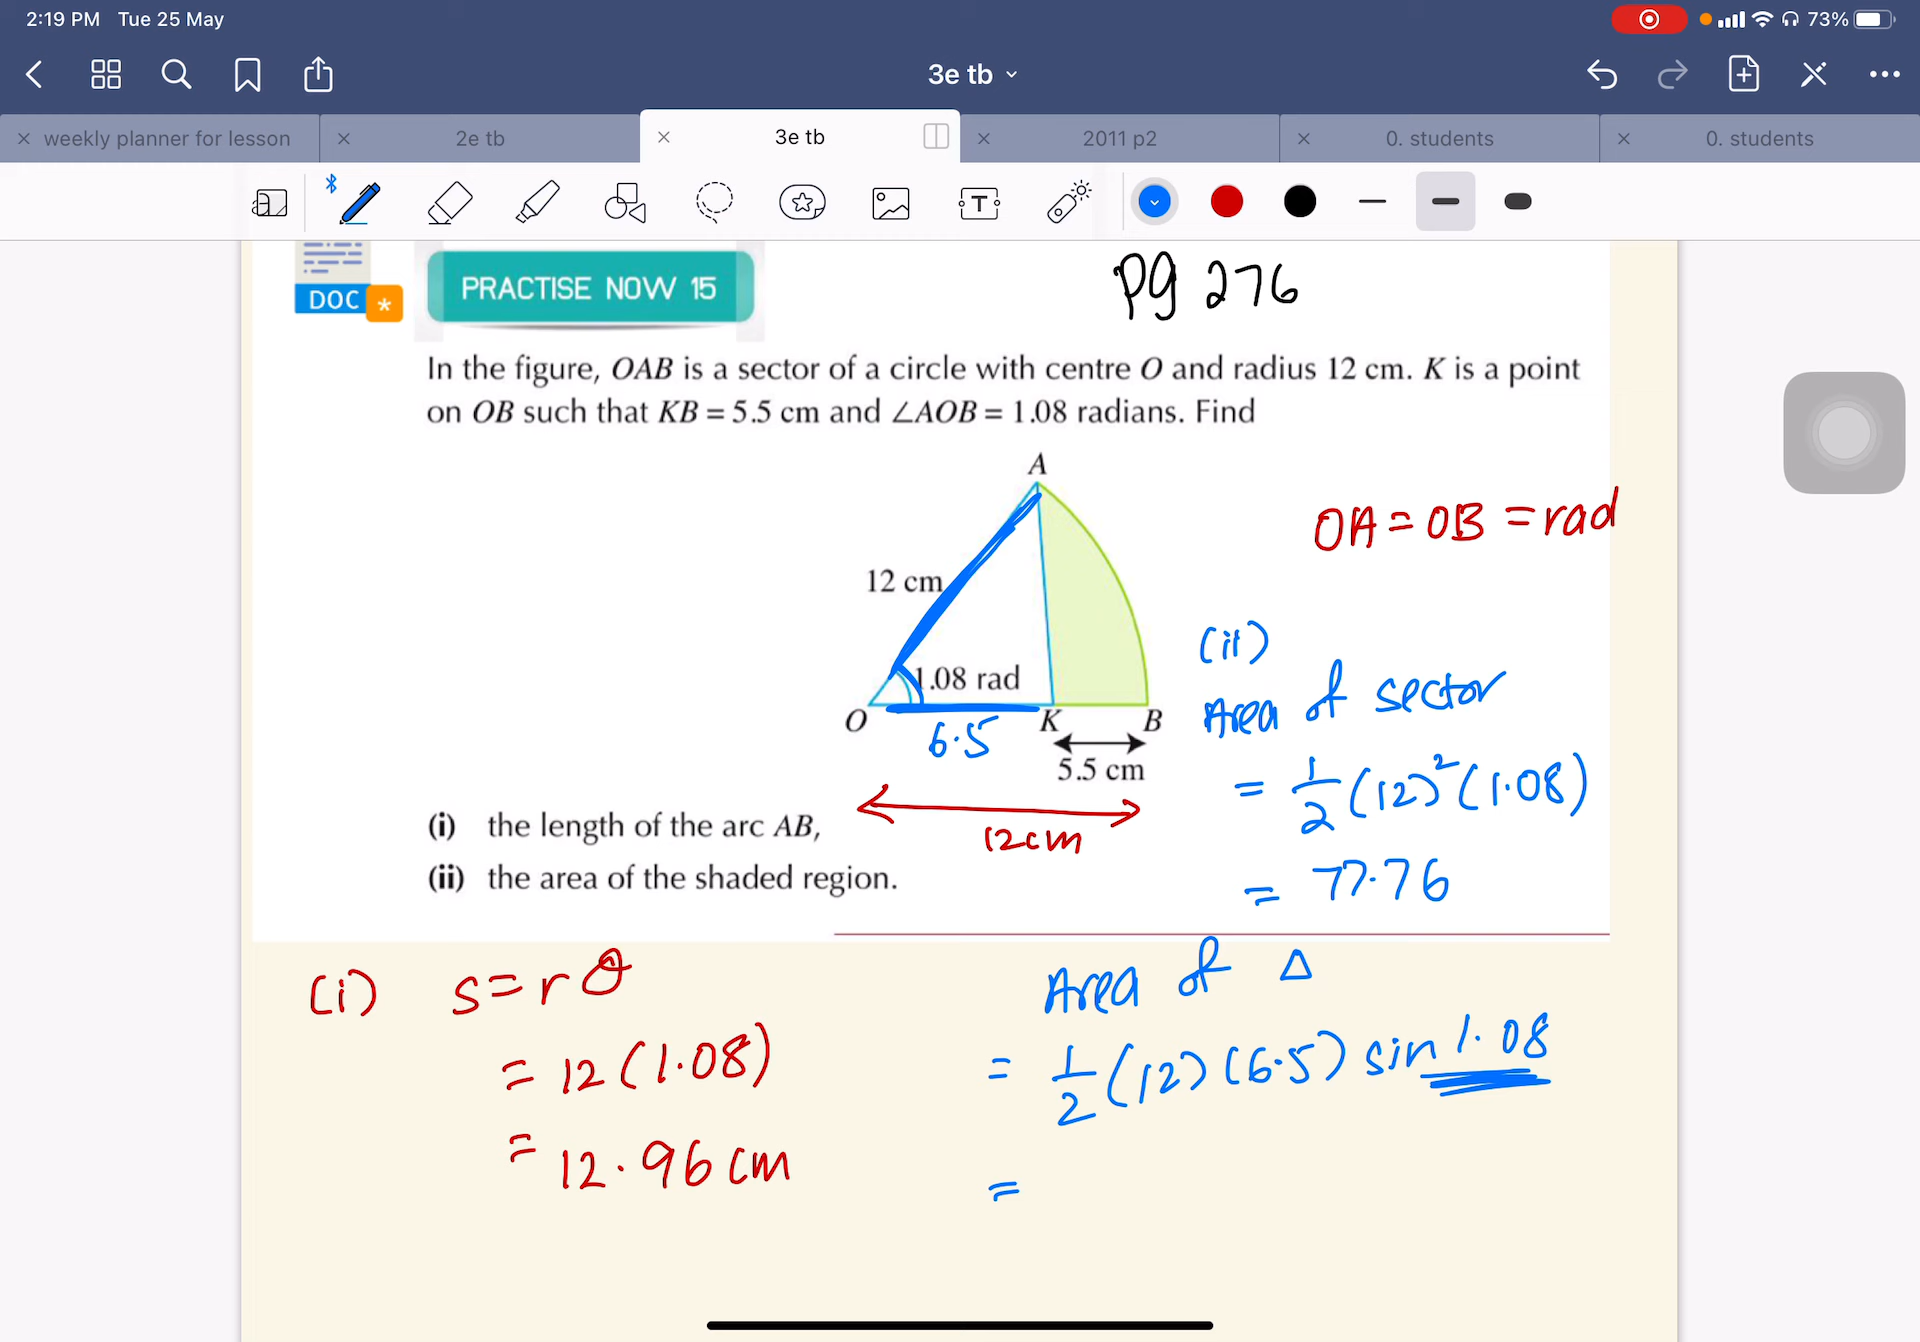 2:19 PM Tue 25 May
73%
3e tb
weekly planner for lesson
2e tb
3e tb
2011 p2
0. students
0. students
DOC *
PRACTISE NOW 15
Pg 276
In the figure, OAB is a sector of a circle with centre O and radius 12 cm. K is a point
on OB such that KB = 5.5 cm and ∠AOB = 1.08 radians. Find
A
OA = OB = rad
12 cm
1.08 rad
O
K
B
6.5
5.5 cm
12cm
(ii)
Area of sector
= 1/2 (12)² (1.08)
= 77.76
(i) the length of the arc AB,
(ii) the area of the shaded region.
(i) s = rθ
= 12 (1.08)
= 12.96 cm
Area of Δ
= 1/2 (12) (6.5) sin 1.08
=